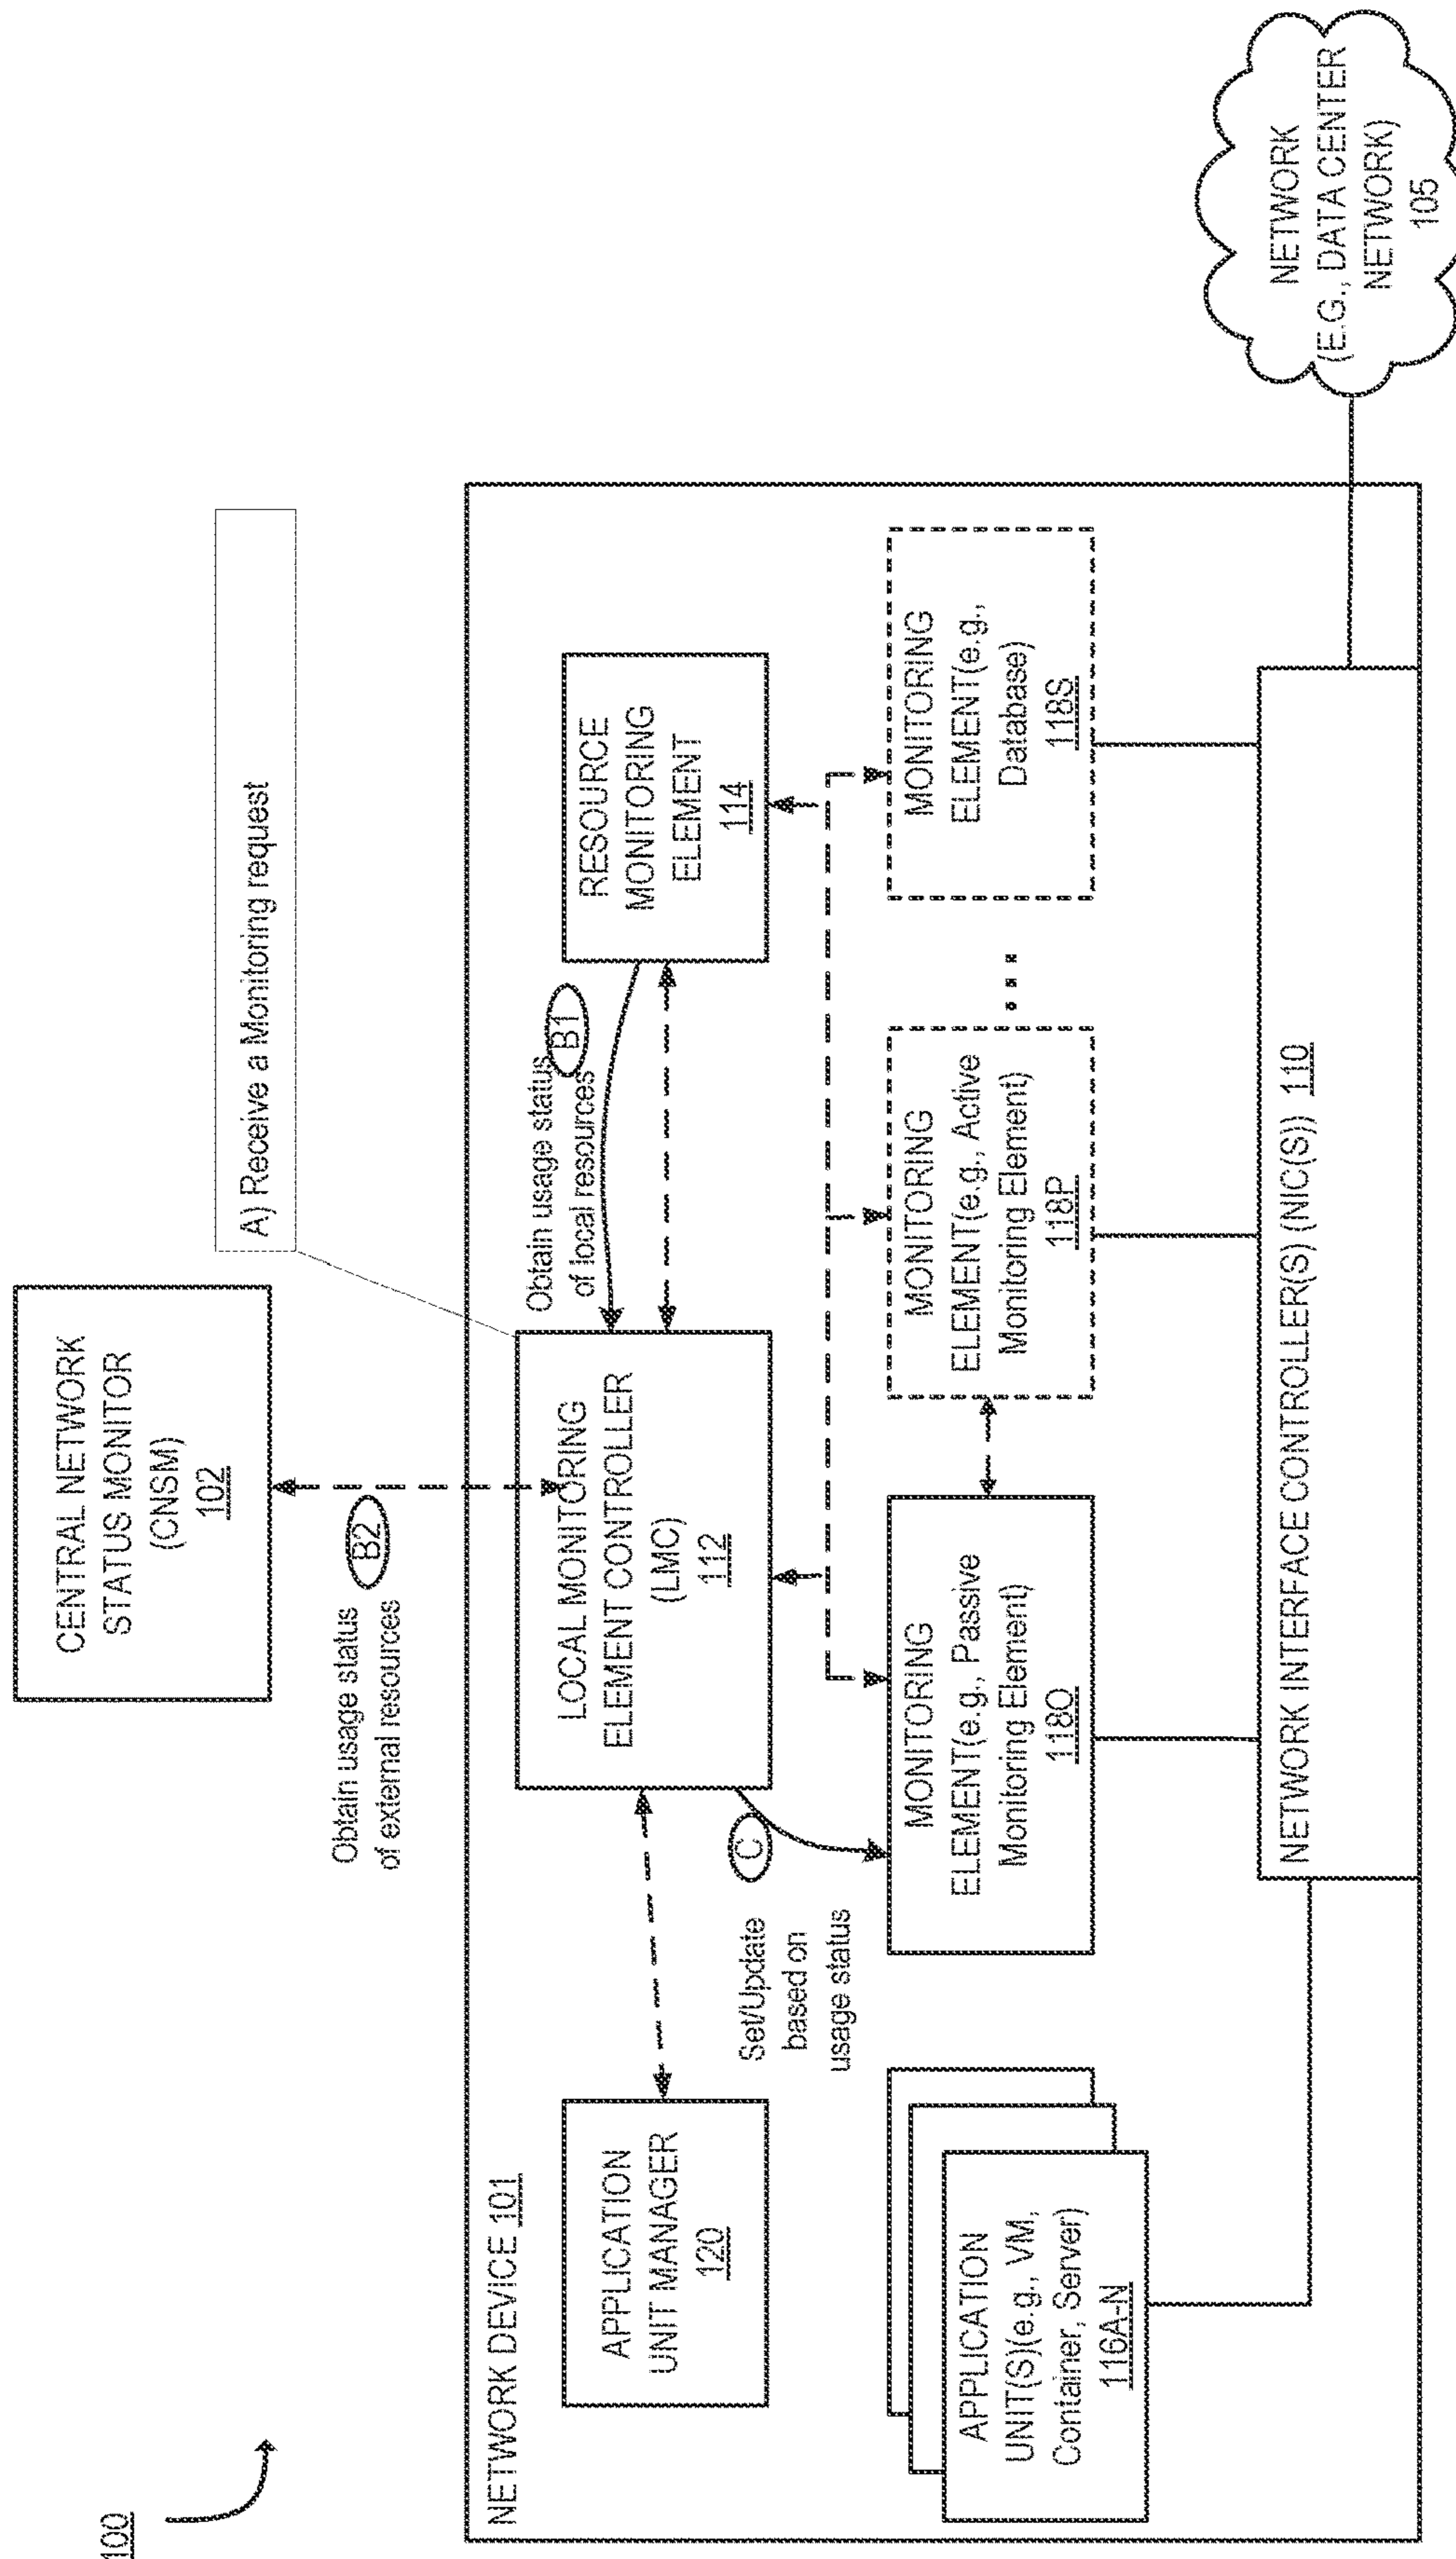 100
CENTRAL NETWORK
STATUS MONITOR
(CNSM)
102
A) Receive a Monitoring request
Obtain usage status
of external resources
B2
NETWORK DEVICE 101
APPLICATION
UNIT MANAGER
120
LOCAL MONITORING
ELEMENT CONTROLLER
(LMC)
112
Obtain usage status
of local resources
B1
RESOURCE
MONITORING
ELEMENT
114
Set/Update
based on
usage status
C
APPLICATION
UNIT(S)(e.g., VM,
Container, Server)
116A-N
MONITORING
ELEMENT(e.g., Passive
Monitoring Element)
118O
MONITORING
ELEMENT(e.g., Active
Monitoring Element)
118P
...
MONITORING
ELEMENT(e.g.,
Database)
118S
NETWORK INTERFACE CONTROLLER(S) (NIC(S)) 110
NETWORK
(E.G., DATA CENTER
NETWORK)
105